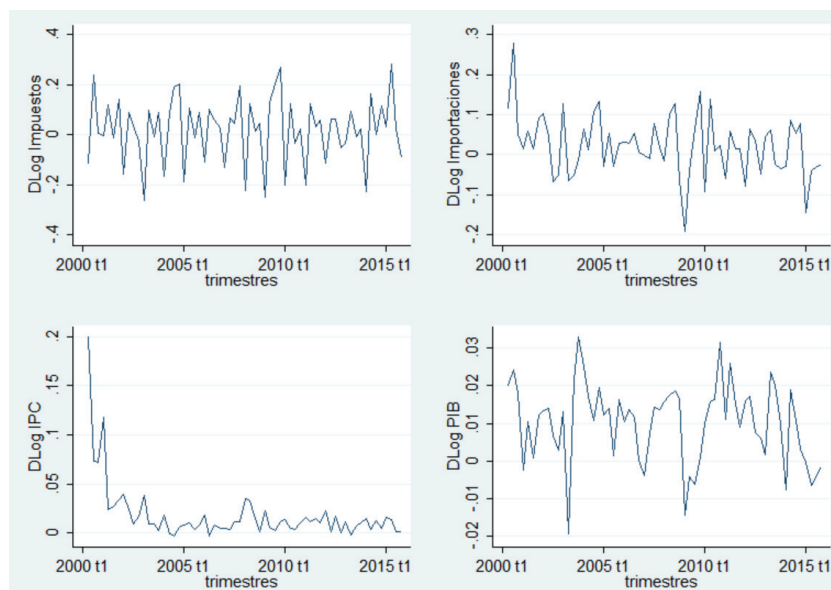 DLog Impuestos
.4
.2
0
-.2
-.4
2000 t1 2005 t1 2010 t1 2015 t1
trimestres
DLog Importaciones
.3
.2
.1
0
-.1
-.2
2000 t1 2005 t1 2010 t1 2015 t1
trimestres
DLog IPC
.2
.15
.1
.05
0
2000 t1 2005 t1 2010 t1 2015 t1
trimestres
DLog PIB
.03
.02
.01
0
-.01
-.02
2000 t1 2005 t1 2010 t1 2015 t1
trimestres